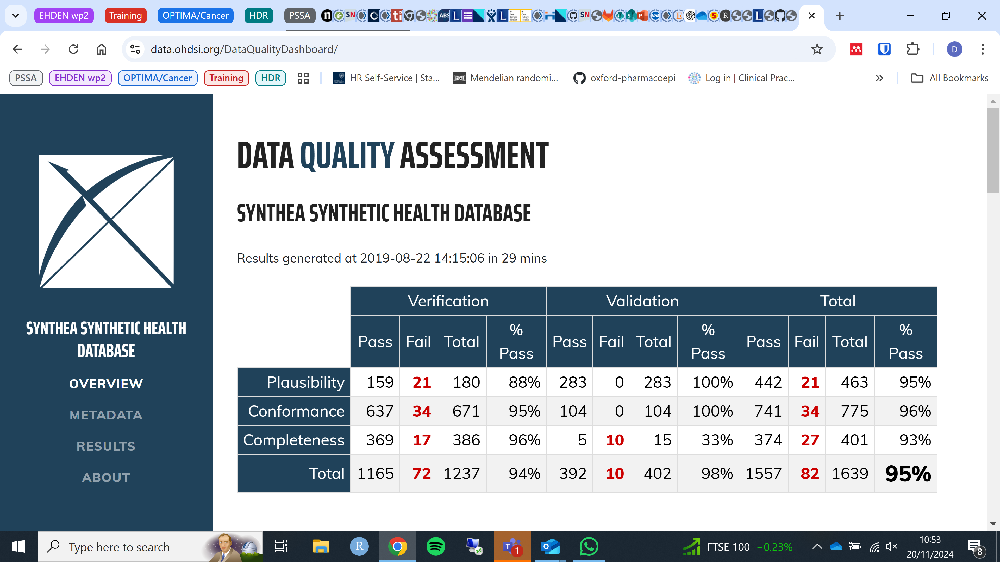 EHDEN wp2 Training OPTIMA/Cancer HDR PSSA
data.ohdsi.org/DataQualityDashboard/
D
PSSA EHDEN wp2 OPTIMA/Cancer Training HDR HR Self-Service | Sta... Mendelian randomi... oxford-pharmacoepi Log in | Clinical Prac... All Bookmarks
DATA QUALITY ASSESSMENT
SYNTHEA SYNTHETIC HEALTH DATABASE
Results generated at 2019-08-22 14:15:06 in 29 mins
SYNTHEA SYNTHETIC HEALTH
DATABASE
OVERVIEW
METADATA
RESULTS
ABOUT
Verification Validation Total
Pass Fail Total % Pass Pass Fail Total % Pass Pass Fail Total % Pass
Plausibility 159 21 180 88% 283 0 283 100% 442 21 463 95%
Conformance 637 34 671 95% 104 0 104 100% 741 34 775 96%
Completeness 369 17 386 96% 5 10 15 33% 374 27 401 93%
Total 1165 72 1237 94% 392 10 402 98% 1557 82 1639 95%
Type here to search
FTSE 100 +0.23%
10:53
20/11/2024
8